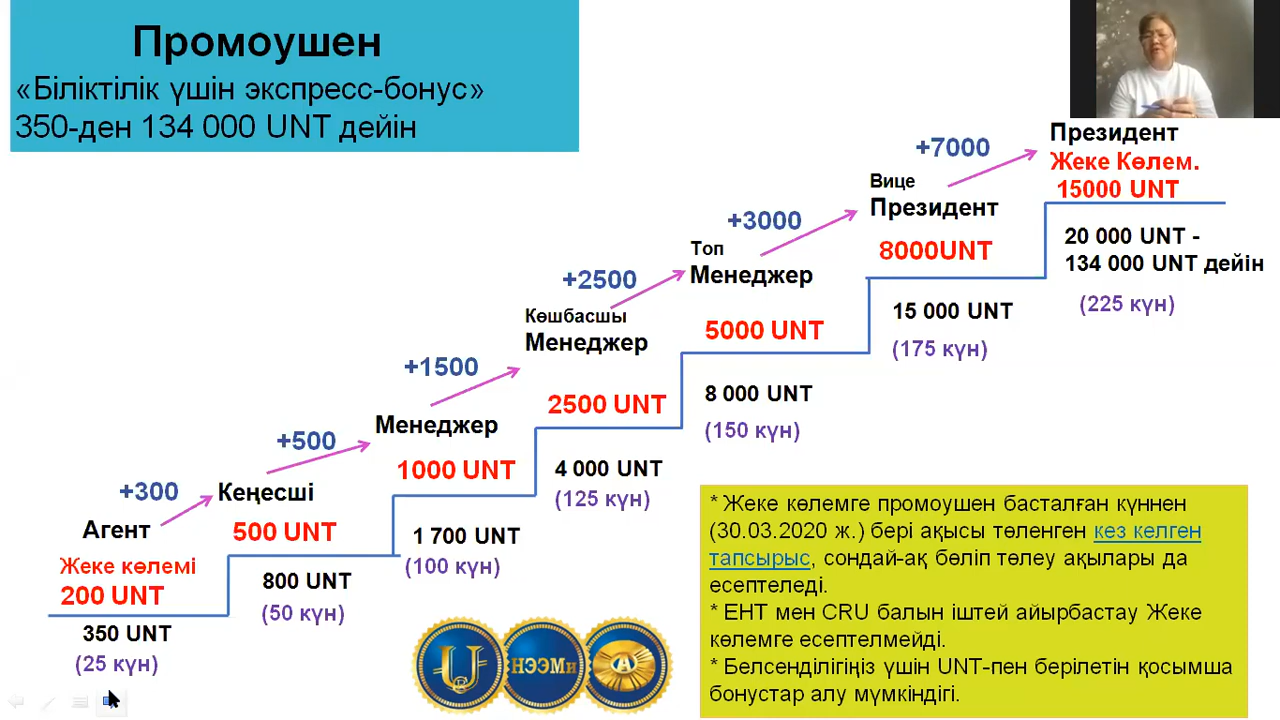 Промоушен
«Біліктілік үшін экспресс-бонус»
350-ден 134 000 UNT дейін
Президент
Жеке Көлем.
15000 UNT
20 000 UNT -
134 000 UNT дейін
(225 күн)
+7000
Вице
Президент
8000UNT
15 000 UNT
(175 күн)
+3000
Топ
Менеджер
5000 UNT
8 000 UNT
(150 күн)
+2500
Көшбасшы
Менеджер
2500 UNT
4 000 UNT
(125 күн)
+1500
Менеджер
1000 UNT
1 700 UNT
(100 күн)
+500
Кеңесші
500 UNT
800 UNT
(50 күн)
+300
Агент
Жеке көлемі
200 UNT
350 UNT
(25 күн)
НЭЭМи
* Жеке көлемге промоушен басталған күннен
(30.03.2020 ж.) бері ақысы төленген кез келген
тапсырыс, сондай-ақ бөліп төлеу ақылары да
есептеледі.
* ЕНТ мен CRU балын іштей айырбастау Жеке
көлемге есептелмейді.
* Белсенділігіңіз үшін UNT-пен берілетін қосымша
бонустар алу мүмкіндігі.